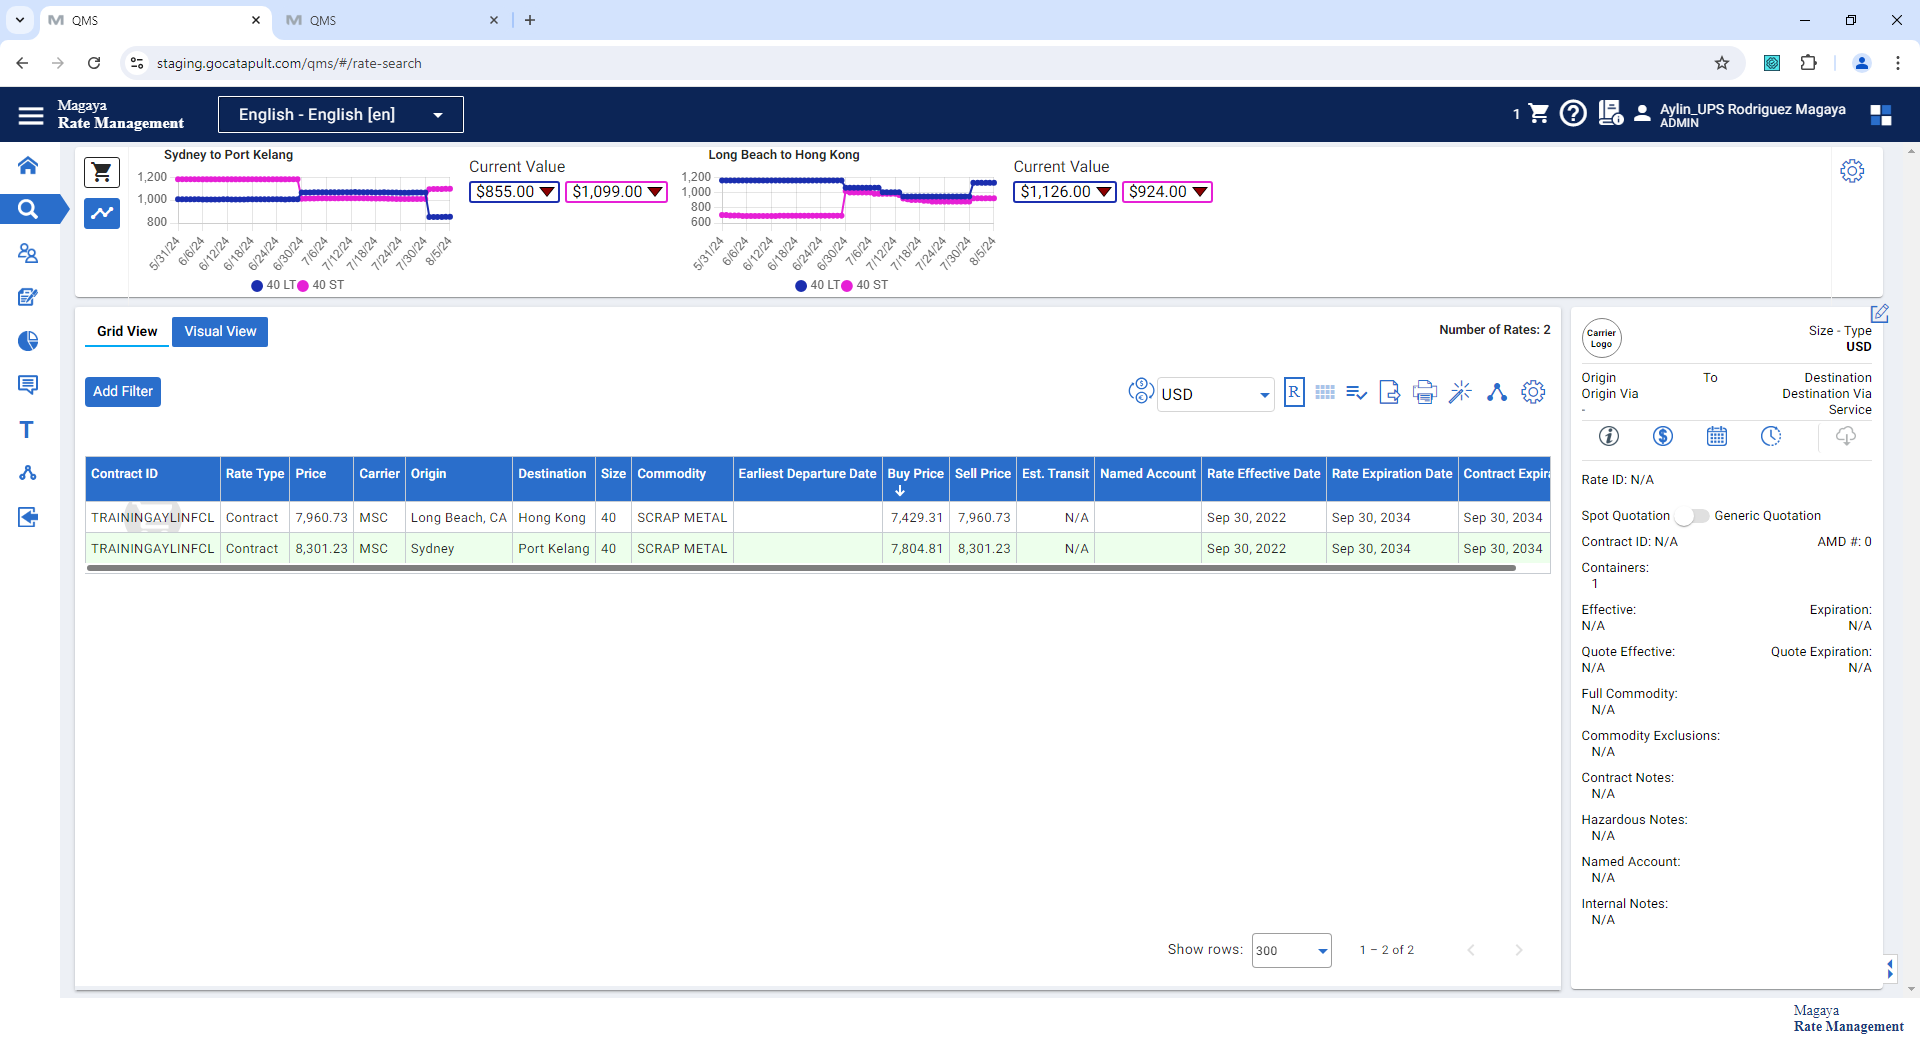 QMS
QMS
staging.gocatapult.com/qms/#/rate-search
Magaya
Rate Management
English - English [en]
1
Aylin_UPS Rodriguez Magaya
ADMIN
Sydney to Port Kelang
1,200
1,000
800
5/31/24 6/6/24 6/12/24 6/18/24 6/24/24 6/30/24 7/6/24 7/12/24 7/18/24 7/24/24 7/30/24 8/5/24
40 LT 40 ST
Current Value
$855.00 $1,099.00
Long Beach to Hong Kong
1,200
1,000
800
600
5/31/24 6/6/24 6/12/24 6/18/24 6/24/24 6/30/24 7/6/24 7/12/24 7/18/24 7/24/24 7/30/24 8/5/24
40 LT 40 ST
Current Value
$1,126.00 $924.00
Grid View Visual View
Number of Rates: 2
Add Filter
USD
R
Contract ID Rate Type Price Carrier Origin Destination Size Commodity Earliest Departure Date Buy Price Sell Price Est. Transit Named Account Rate Effective Date Rate Expiration Date Contract Expira
TRAININGAYLINFCL Contract 7,960.73 MSC Long Beach, CA Hong Kong 40 SCRAP METAL 7,429.31 7,960.73 N/A Sep 30, 2022 Sep 30, 2034 Sep 30, 2034
TRAININGAYLINFCL Contract 8,301.23 MSC Sydney Port Kelang 40 SCRAP METAL 7,804.81 8,301.23 N/A Sep 30, 2022 Sep 30, 2034 Sep 30, 2034
Show rows: 300 1 – 2 of 2
Carrier
Logo
Size - Type
USD
Origin To Destination
Origin Via Destination Via
- Service
Rate ID: N/A
Spot Quotation Generic Quotation
Contract ID: N/A AMD #: 0
Containers:
1
Effective: Expiration:
N/A N/A
Quote Effective: Quote Expiration:
N/A N/A
Full Commodity:
N/A
Commodity Exclusions:
N/A
Contract Notes:
N/A
Hazardous Notes:
N/A
Named Account:
N/A
Internal Notes:
N/A
Magaya
Rate Management